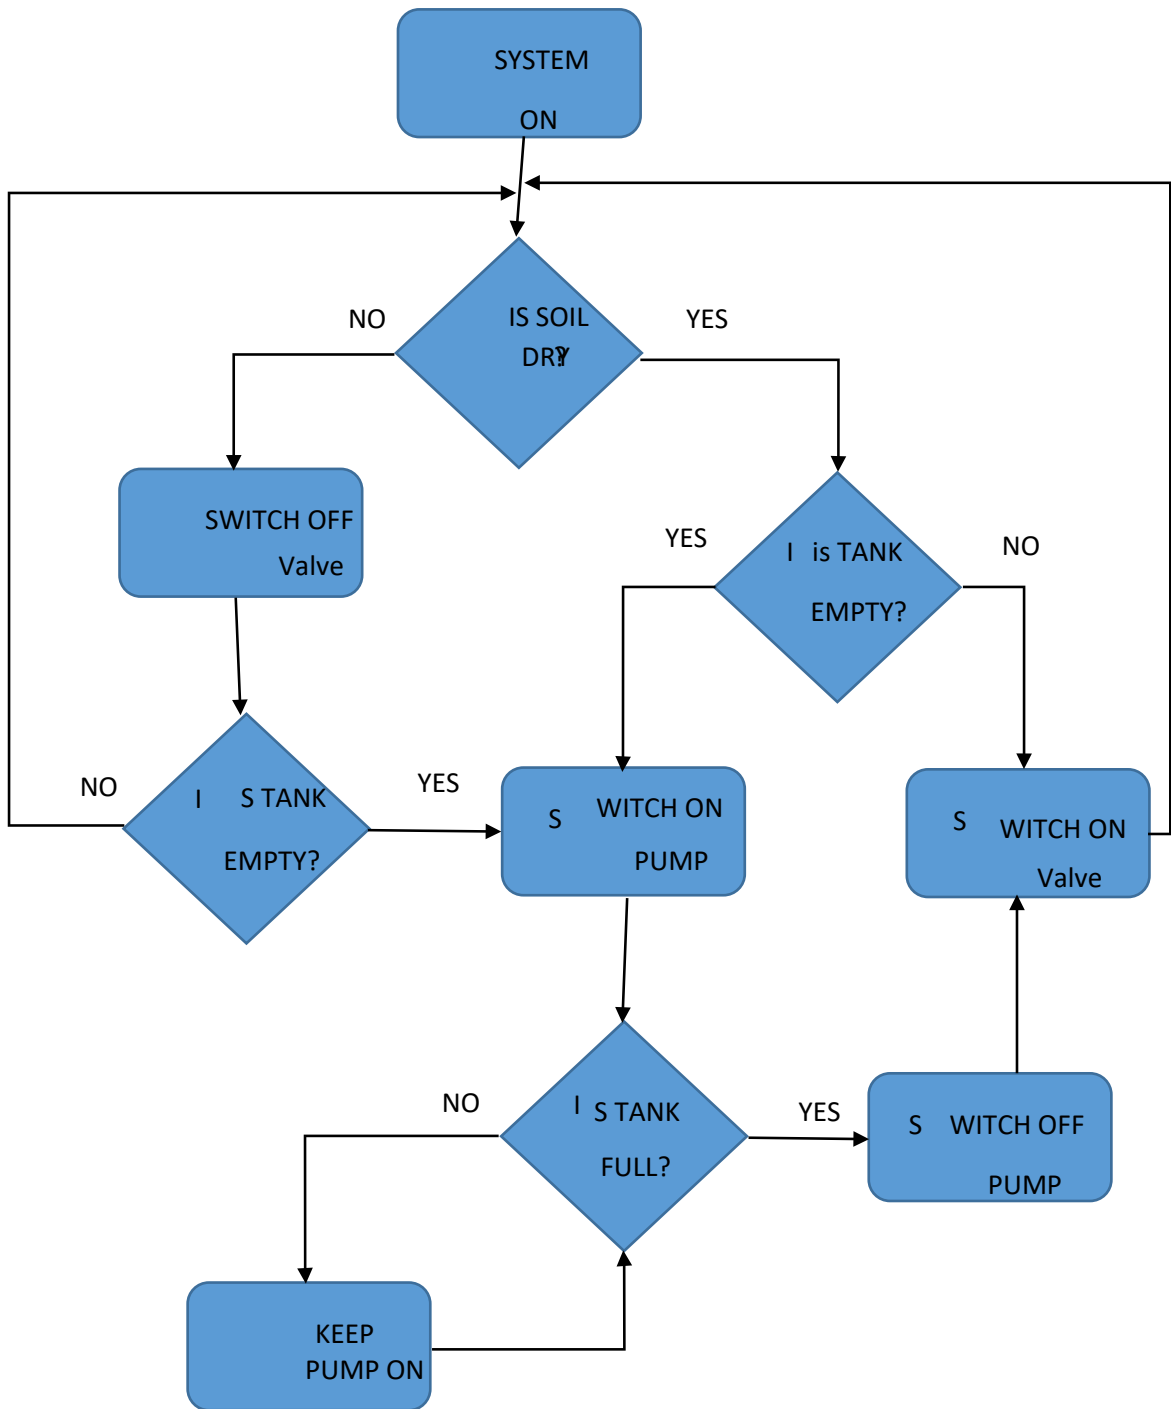 SYSTEM
ON
NO
IS SOIL
YES
DRY?
SWITCH OFF
Valve
YES
I is TANK
NO
EMPTY?
NO
I S TANK
EMPTY?
YES
S WITCH ON
PUMP
S WITCH ON
Valve
NO
I S TANK
FULL?
YES
S WITCH OFF
PUMP
KEEP
PUMP ON